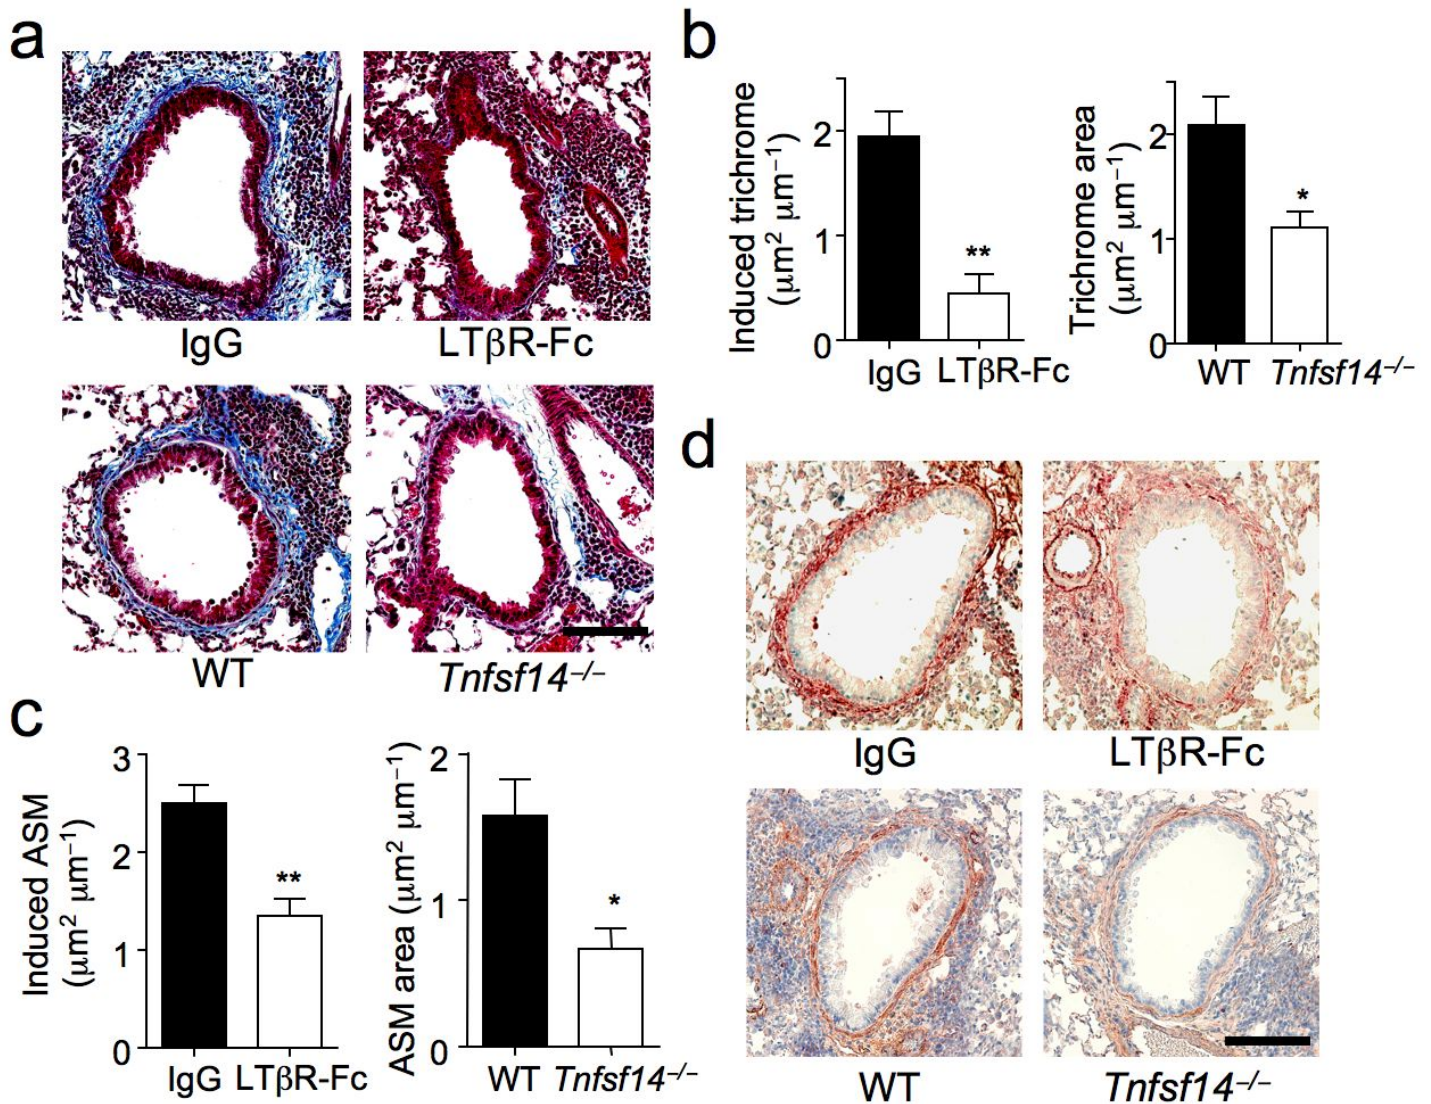 a
IgG
LTβR-Fc
WT
Tnfsf14⁻/⁻
b
Induced trichrome
(μm² μm⁻¹)
2
1
0
IgG
LTβR-Fc
**
Trichrome area
(μm² μm⁻¹)
2
1
0
WT
Tnfsf14⁻/⁻
*
c
Induced ASM
(μm² μm⁻¹)
3
2
1
0
IgG
LTβR-Fc
**
ASM area (μm² μm⁻¹)
2
1
0
WT
Tnfsf14⁻/⁻
*
d
IgG
LTβR-Fc
WT
Tnfsf14⁻/⁻